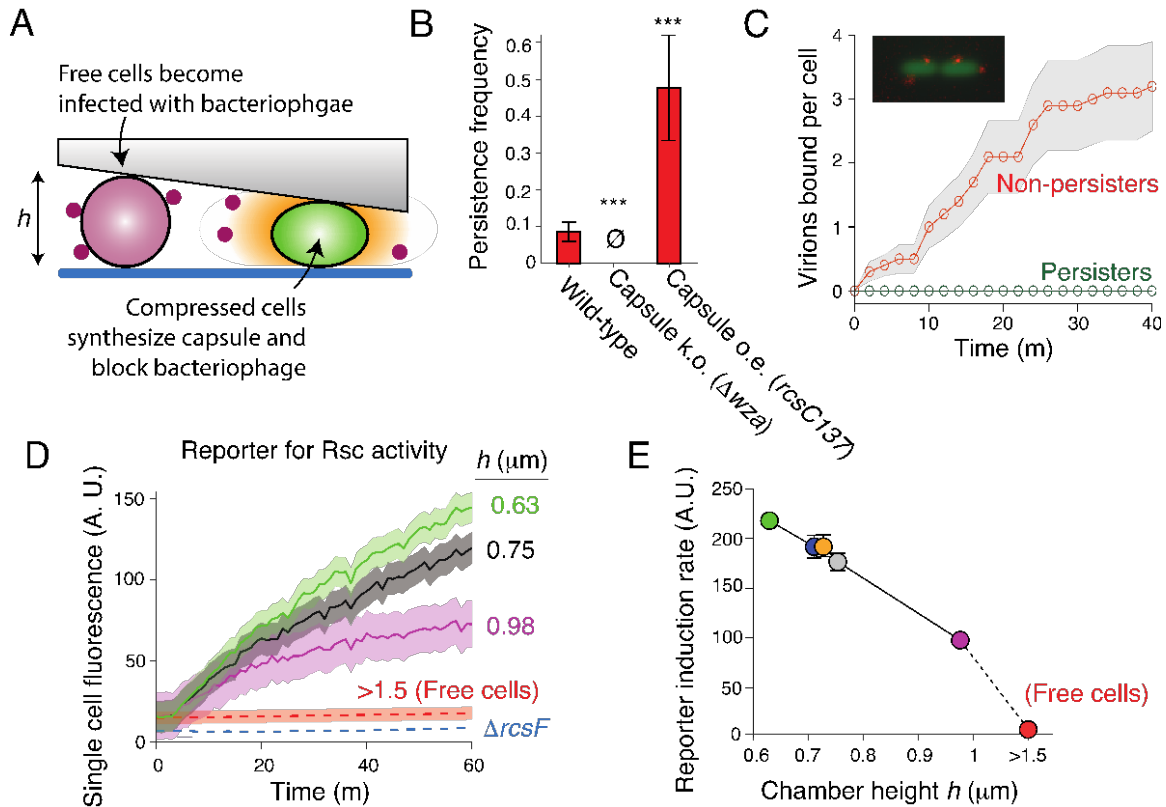 A
Free cells become
infected with bacteriophgae
h
Compressed cells
synthesize capsule and
block bacteriophage
B
Persistence frequency
0.6
0.5
0.4
0.3
0.2
0.1
0
***
***
Ø
Wild-type
Capsule k.o. (Δwza)
Capsule o.e. (rcsC137)
C
Virions bound per cell
4
3
2
1
0
Non-persisters
Persisters
0 10 20 30 40
Time (m)
D
Reporter for Rsc activity
h (μm)
Single cell fluorescence (A. U.)
150
100
50
0
0.63
0.75
0.98
>1.5 (Free cells)
ΔrcsF
0 20 40 60
Time (m)
E
Reporter induction rate (A.U.)
250
200
150
100
50
0
(Free cells)
0.6 0.7 0.8 0.9 1 >1.5
Chamber height h (μm)